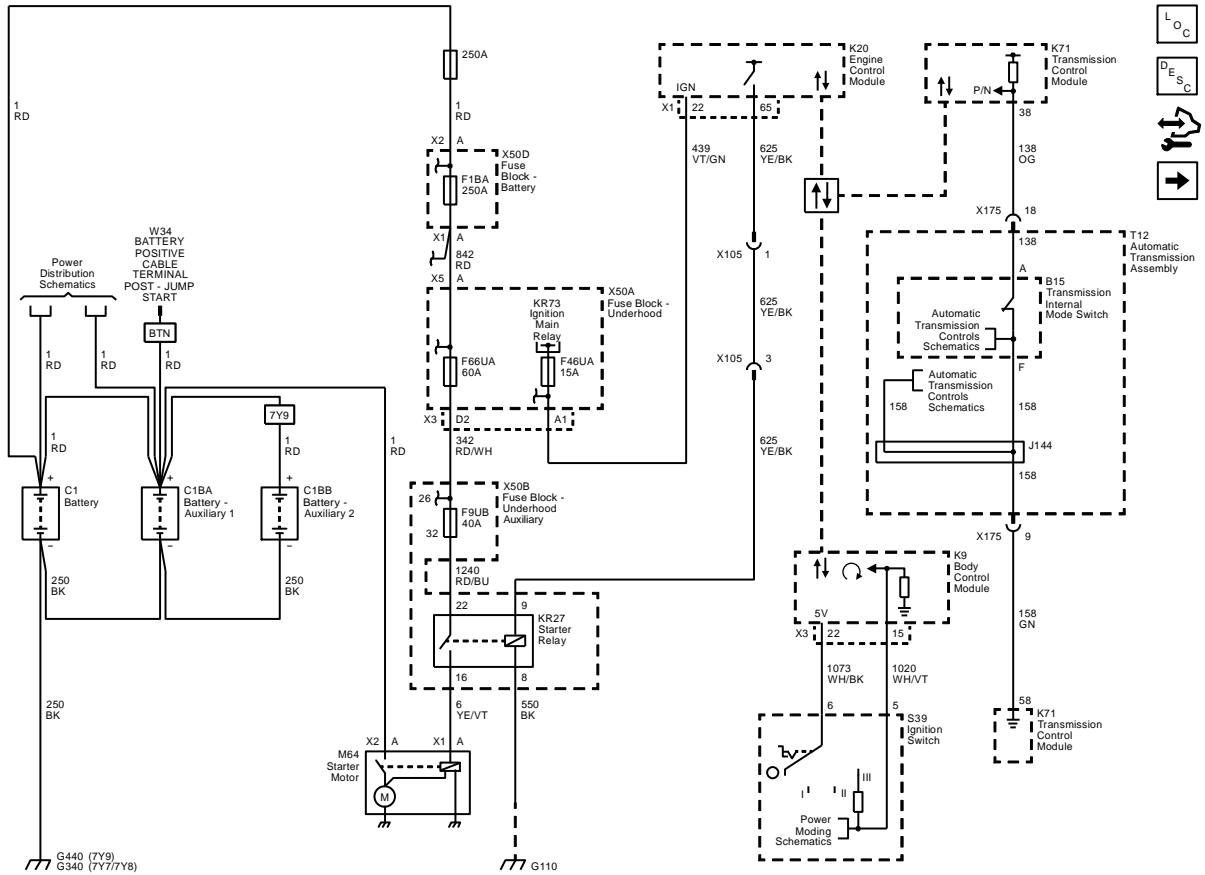 250A
1
RD
1
RD
X2 A
X50D
Fuse
Block -
Battery
F1BA
250A
X1 A
842
RD
X5 A
W34
BATTERY
POSITIVE
CABLE
TERMINAL
POST - JUMP
START
Power
Distribution
Schematics
BTN
1
RD
1
RD
1
RD
X50A
Fuse Block -
Underhood
KR73
Ignition
Main
Relay
F66UA
60A
F46UA
15A
X3 D2 A1
342
RD/WH
7Y9
1
RD
1
RD
1
RD
+
C1
Battery
–
+
C1BA
Battery -
Auxiliary 1
–
+
C1BB
Battery -
Auxiliary 2
–
250
BK
250
BK
250
BK
G440 (7Y9)
G340 (7Y7/7Y8)
X50B
Fuse Block -
Underhood
Auxiliary
26
F9UB
40A
32
1240
RD/BU
22 9
KR27
Starter
Relay
16 8
6
YE/VT
550
BK
X2 A X1 A
M64
Starter
Motor
M
G110
K20
Engine
Control
Module
IGN
X1 22 65
439
VT/GN
625
YE/BK
X105 1
625
YE/BK
X105 3
625
YE/BK
K71
Transmission
Control
Module
P/N
38
138
OG
X175 18
138
T12
Automatic
Transmission
Assembly
A
B15
Transmission
Internal
Mode Switch
Automatic
Transmission
Controls
Schematics
F
Automatic
Transmission
Controls
Schematics
158
158
J144
158
X175 9
158
GN
58
K71
Transmission
Control
Module
K9
Body
Control
Module
5V
X3 22 15
1073
WH/BK
1020
WH/VT
6 5
S39
Ignition
Switch
I II III
Power
Moding
Schematics
LOC
DESC